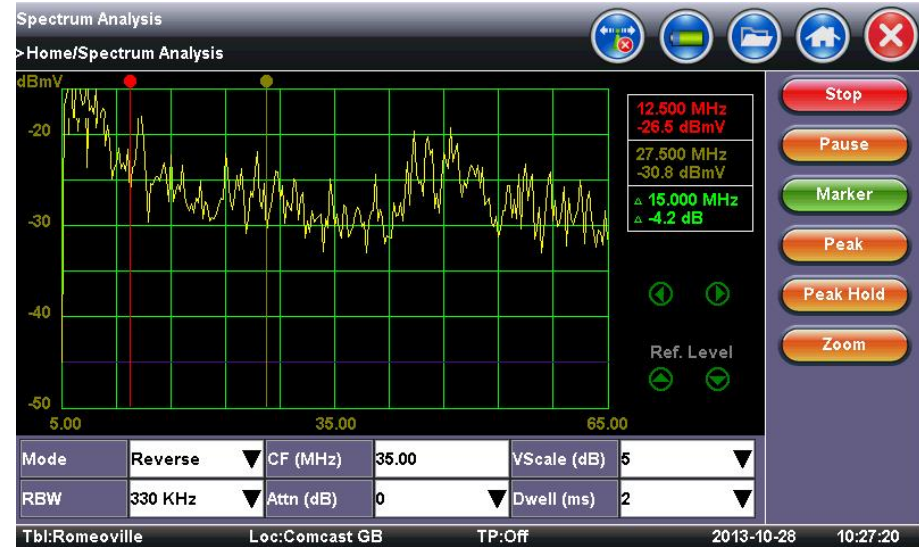 Spectrum Analysis
>Home/Spectrum Analysis
dBmV
-20
-30
-40
-50
5.00 35.00 65.00
12.500 MHz
-26.5 dBmV
27.500 MHz
-30.8 dBmV
▵ 15.000 MHz
▵ -4.2 dB
Ref. Level
Stop
Pause
Marker
Peak
Peak Hold
Zoom
Mode Reverse CF (MHz) 35.00 VScale (dB) 5
RBW 330 KHz Attn (dB) 0 Dwell (ms) 2
Tbl:Romeoville Loc:Comcast GB TP:Off 2013-10-28 10:27:20